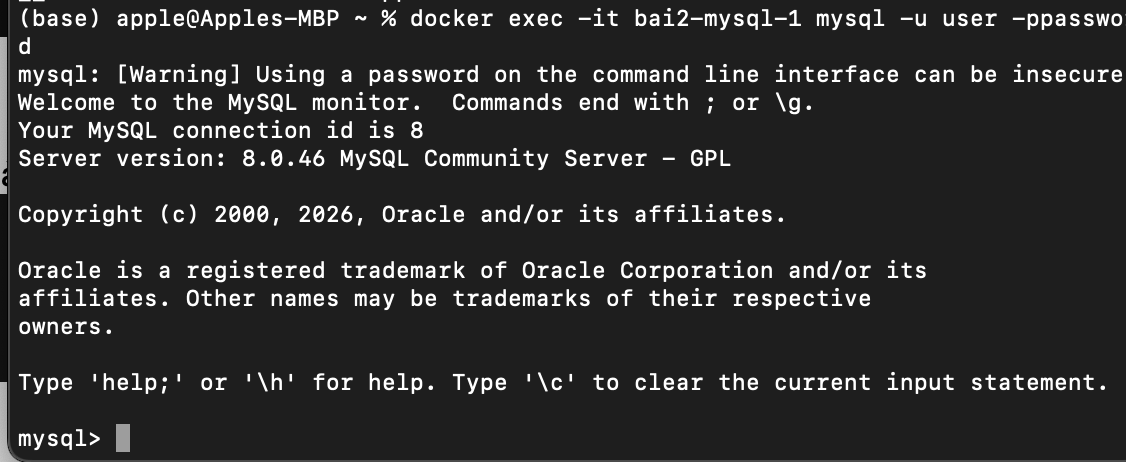 (base) apple@Apples-MBP ~ % docker exec -it bai2-mysql-1 mysql -u user -ppasswo
d
mysql: [Warning] Using a password on the command line interface can be insecure
Welcome to the MySQL monitor.  Commands end with ; or \g.
Your MySQL connection id is 8
Server version: 8.0.46 MySQL Community Server - GPL

Copyright (c) 2000, 2026, Oracle and/or its affiliates.

Oracle is a registered trademark of Oracle Corporation and/or its
affiliates. Other names may be trademarks of their respective
owners.

Type 'help;' or '\h' for help. Type '\c' to clear the current input statement.

mysql>